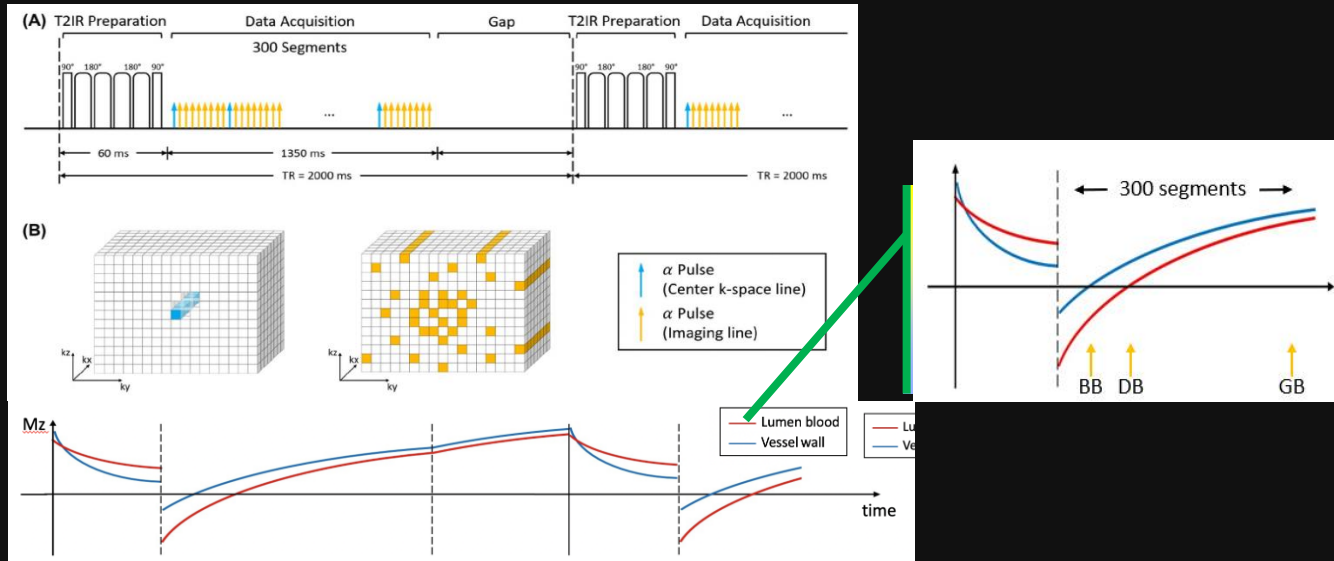 (A) T2IR Preparation Data Acquisition Gap T2IR Preparation Data Acquisition
300 Segments
90° 180° 180° 90° 90° 180° 180° 90°
... ...
60 ms 1350 ms
TR = 2000 ms TR = 2000 ms
(B)
kz
kx
ky
kz
kx
ky
α Pulse
(Center k-space line)
α Pulse
(Imaging line)
300 segments
BB DB GB
Mz
Lumen blood
Vessel wall
Lu
Ve
time